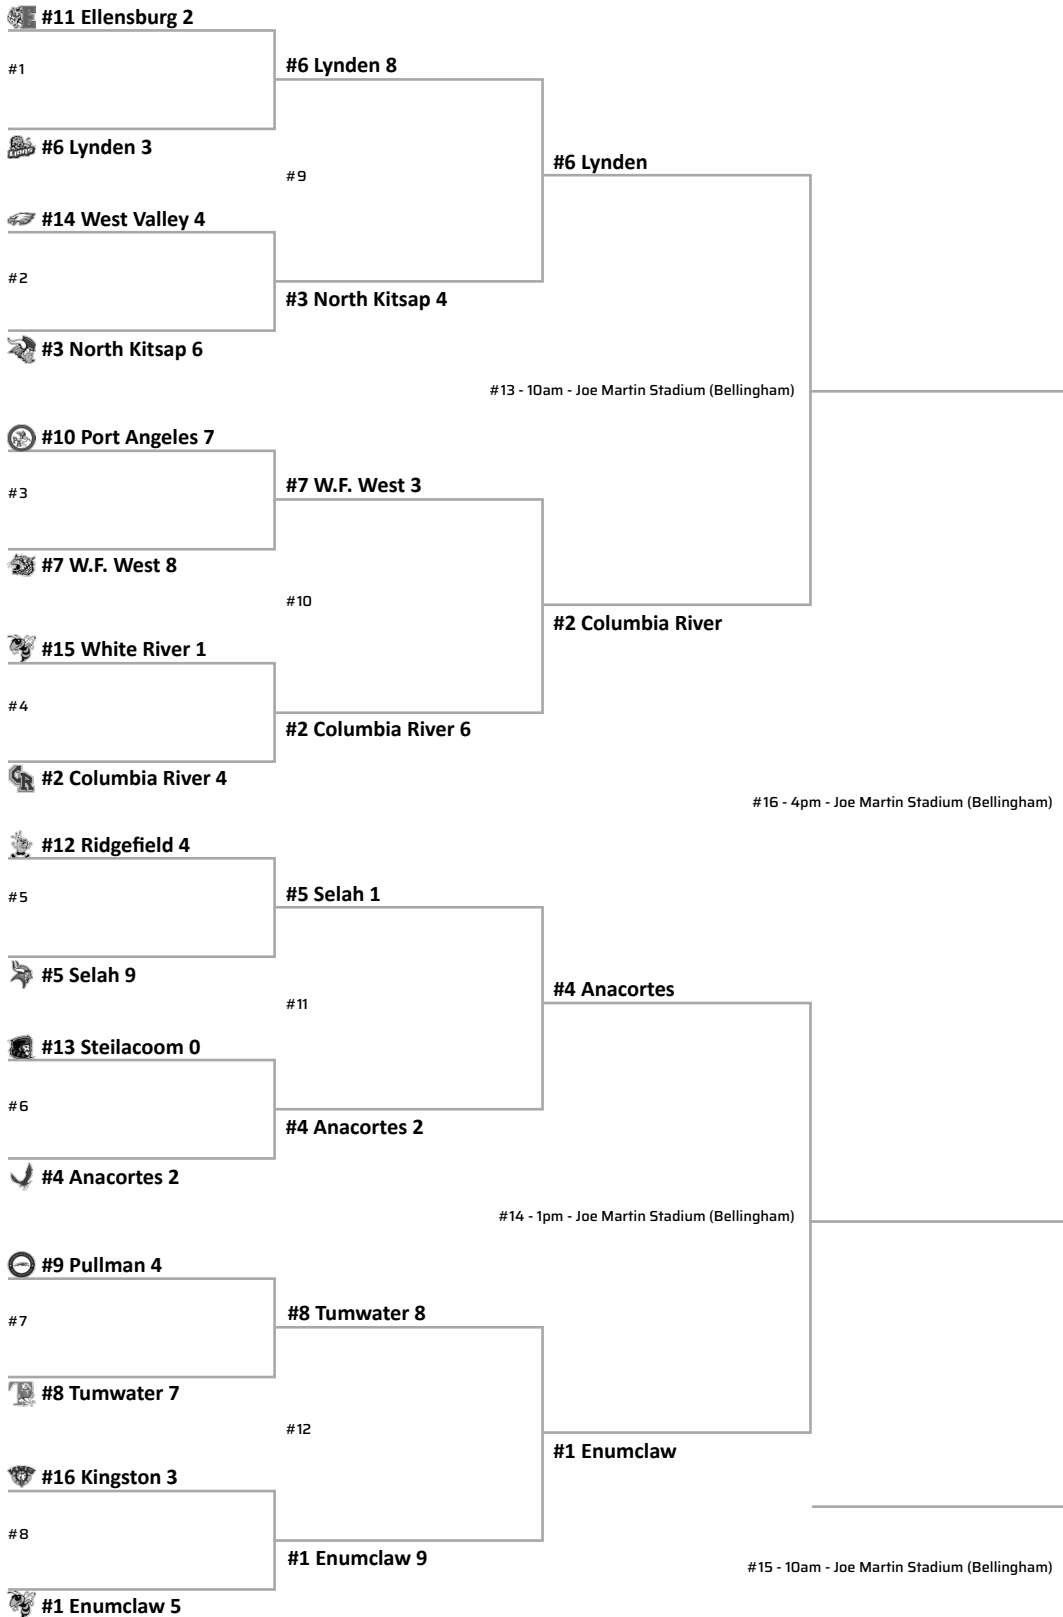 #11 Ellensburg 2
#1
#6 Lynden 3
#14 West Valley 4
#2
#3 North Kitsap 6
#10 Port Angeles 7
#3
#7 W.F. West 8
#15 White River 1
#4
#2 Columbia River 4
#12 Ridgefield 4
#5
#5 Selah 9
#13 Steilacoom 0
#6
#4 Anacortes 2
#9 Pullman 4
#7
#8 Tumwater 7
#16 Kingston 3
#8
#1 Enumclaw 5
#6 Lynden 8
#9
#3 North Kitsap 4
#7 W.F. West 3
#10
#2 Columbia River 6
#5 Selah 1
#11
#4 Anacortes 2
#8 Tumwater 8
#12
#1 Enumclaw 9
#6 Lynden
#13 - 10am - Joe Martin Stadium (Bellingham)
#2 Columbia River
#4 Anacortes
#14 - 1pm - Joe Martin Stadium (Bellingham)
#1 Enumclaw
#16 - 4pm - Joe Martin Stadium (Bellingham)
#15 - 10am - Joe Martin Stadium (Bellingham)